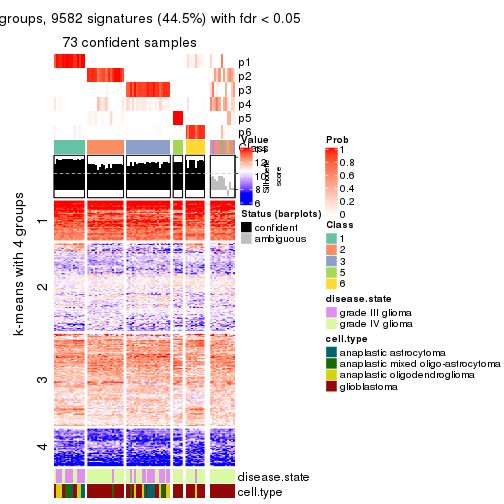 groups, 9582 signatures (44.5%) with fdr < 0.05
73 confident samples
p1
p2
p3
p4
p5
p6
Class
Silhouette
score
k-means with 4 groups
1
2
3
4
disease.state
cell.type
Value
14
12
10
8
6
Status (barplots)
confident
ambiguous
Prob
1
0.8
0.6
0.4
0.2
0
Class
1
2
3
5
6
disease.state
grade III glioma
grade IV glioma
cell.type
anaplastic astrocytoma
anaplastic mixed oligo-astrocytoma
anaplastic oligodendroglioma
glioblastoma